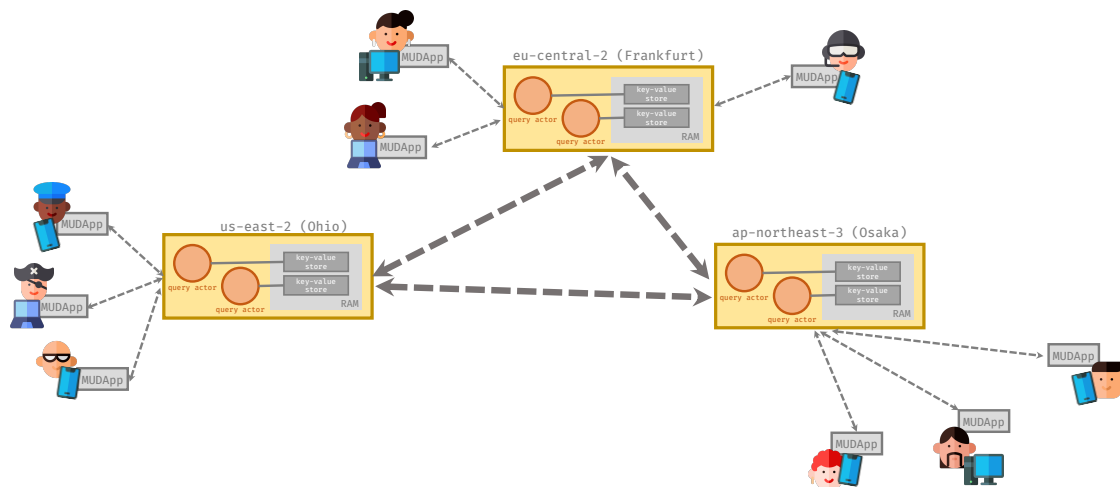 MUDApp
eu-central-2 (Frankfurt)
key-value
store
key-value
store
query actor
query actor
RAM
MUDApp
MUDApp
MUDApp
us-east-2 (Ohio)
key-value
store
key-value
store
query actor
query actor
RAM
ap-northeast-3 (Osaka)
key-value
store
key-value
store
query actor
query actor
RAM
MUDApp
MUDApp
MUDApp
MUDApp
MUDApp